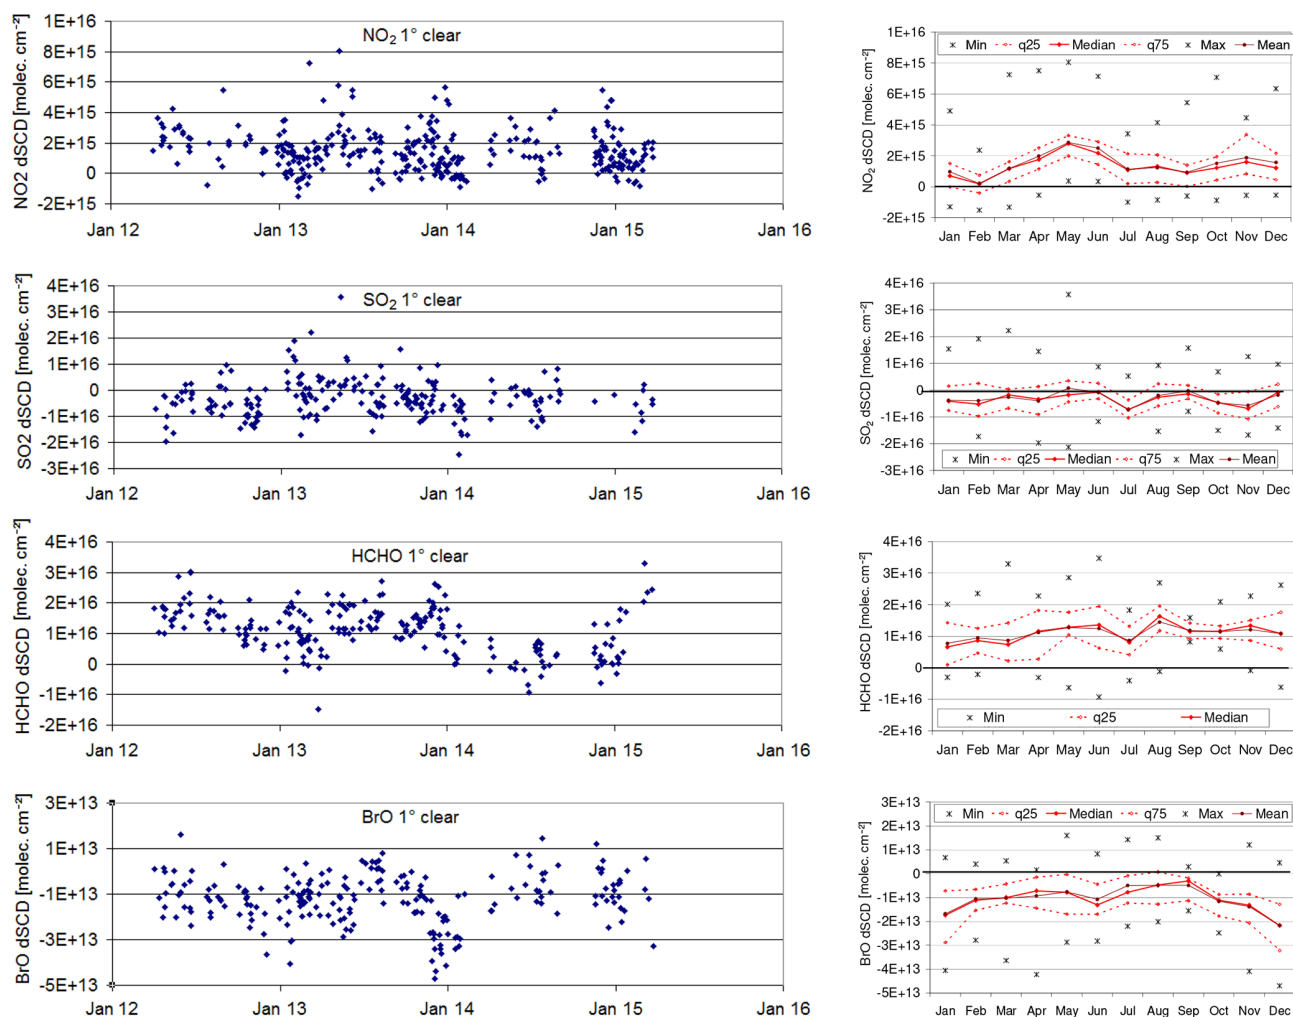 NO2 dSCD [molec. cm⁻²]
1E+16
8E+15
6E+15
4E+15
2E+15
0
-2E+15
NO₂ 1° clear
Jan 12 Jan 13 Jan 14 Jan 15 Jan 16
NO₂ dSCD [molec. cm⁻²]
1E+16
8E+15
6E+15
4E+15
2E+15
0
-2E+15
Min q25 Median q75 Max Mean
Jan Feb Mar Apr May Jun Jul Aug Sep Oct Nov Dec
SO2 dSCD [molec. cm⁻²]
4E+16
3E+16
2E+16
1E+16
0
-1E+16
-2E+16
-3E+16
SO₂ 1° clear
Jan 12 Jan 13 Jan 14 Jan 15 Jan 16
SO₂ dSCD [molec. cm⁻²]
4E+16
3E+16
2E+16
1E+16
0
-1E+16
-2E+16
-3E+16
Min q25 Median q75 Max Mean
Jan Feb Mar Apr May Jun Jul Aug Sep Oct Nov Dec
HCHO dSCD [molec. cm⁻²]
4E+16
3E+16
2E+16
1E+16
0
-1E+16
-2E+16
HCHO 1° clear
Jan 12 Jan 13 Jan 14 Jan 15 Jan 16
HCHO dSCD [molec. cm⁻²]
4E+16
3E+16
2E+16
1E+16
0
-1E+16
-2E+16
Min q25 Median
Jan Feb Mar Apr May Jun Jul Aug Sep Oct Nov Dec
BrO dSCD [molec. cm⁻²]
3E+13
1E+13
-1E+13
-3E+13
-5E+13
BrO 1° clear
Jan 12 Jan 13 Jan 14 Jan 15 Jan 16
BrO dSCD [molec. cm⁻²]
3E+13
2E+13
1E+13
0
-1E+13
-2E+13
-3E+13
-4E+13
-5E+13
Min q25 Median q75 Max Mean
Jan Feb Mar Apr May Jun Jul Aug Sep Oct Nov Dec